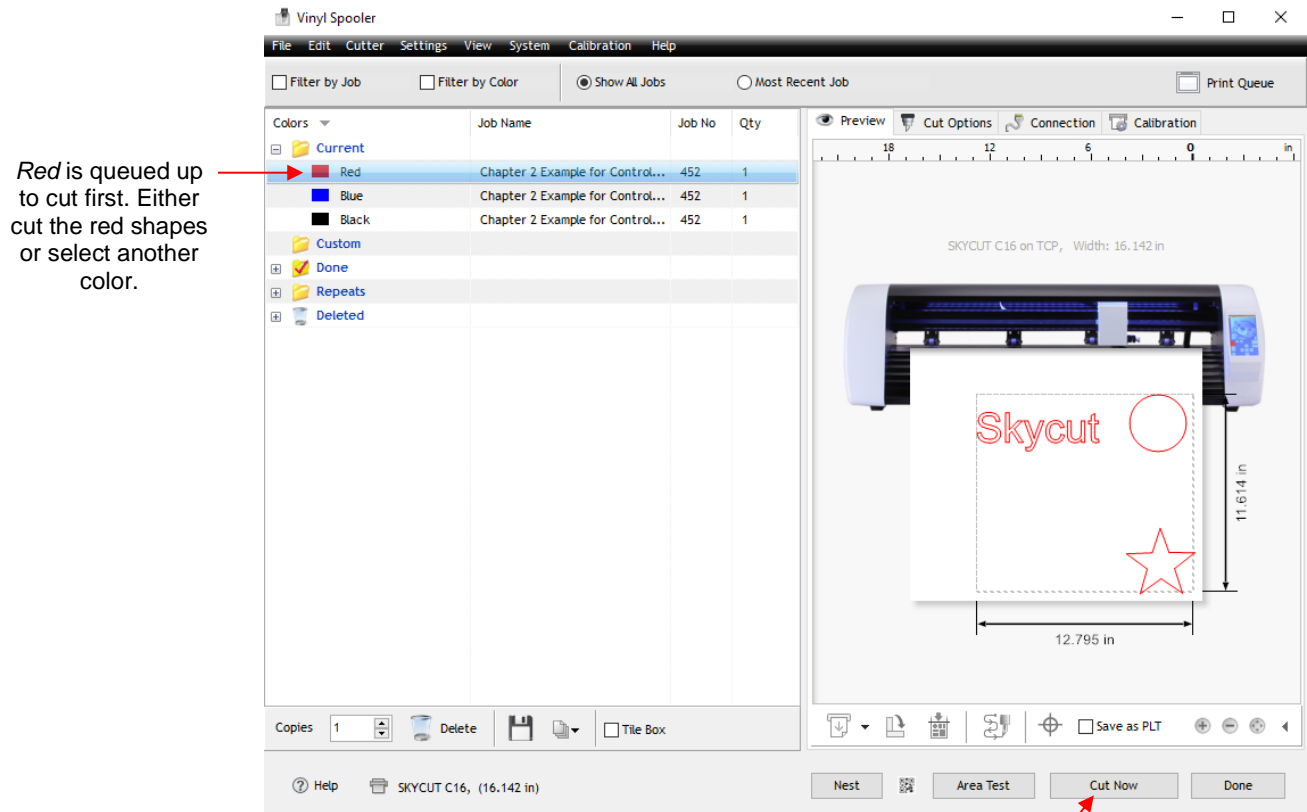 Vinyl Spooler
File Edit Cutter Settings View System Calibration Help
Filter by Job Filter by Color Show All Jobs Most Recent Job Print Queue
Colors Job Name Job No Qty
Current
Red Chapter 2 Example for Control... 452 1
Blue Chapter 2 Example for Control... 452 1
Black Chapter 2 Example for Control... 452 1
Custom
Done
Repeats
Deleted
Red is queued up
to cut first. Either
cut the red shapes
or select another
color.
Preview Cut Options Connection Calibration
18 12 6 0 in
SKYCUT C16 on TCP, Width: 16.142 in
Skycut
11.614 in
12.795 in
Copies 1 Delete Tile Box
Save as PLT
Help SKYCUT C16, (16.142 in)
Nest Area Test Cut Now Done